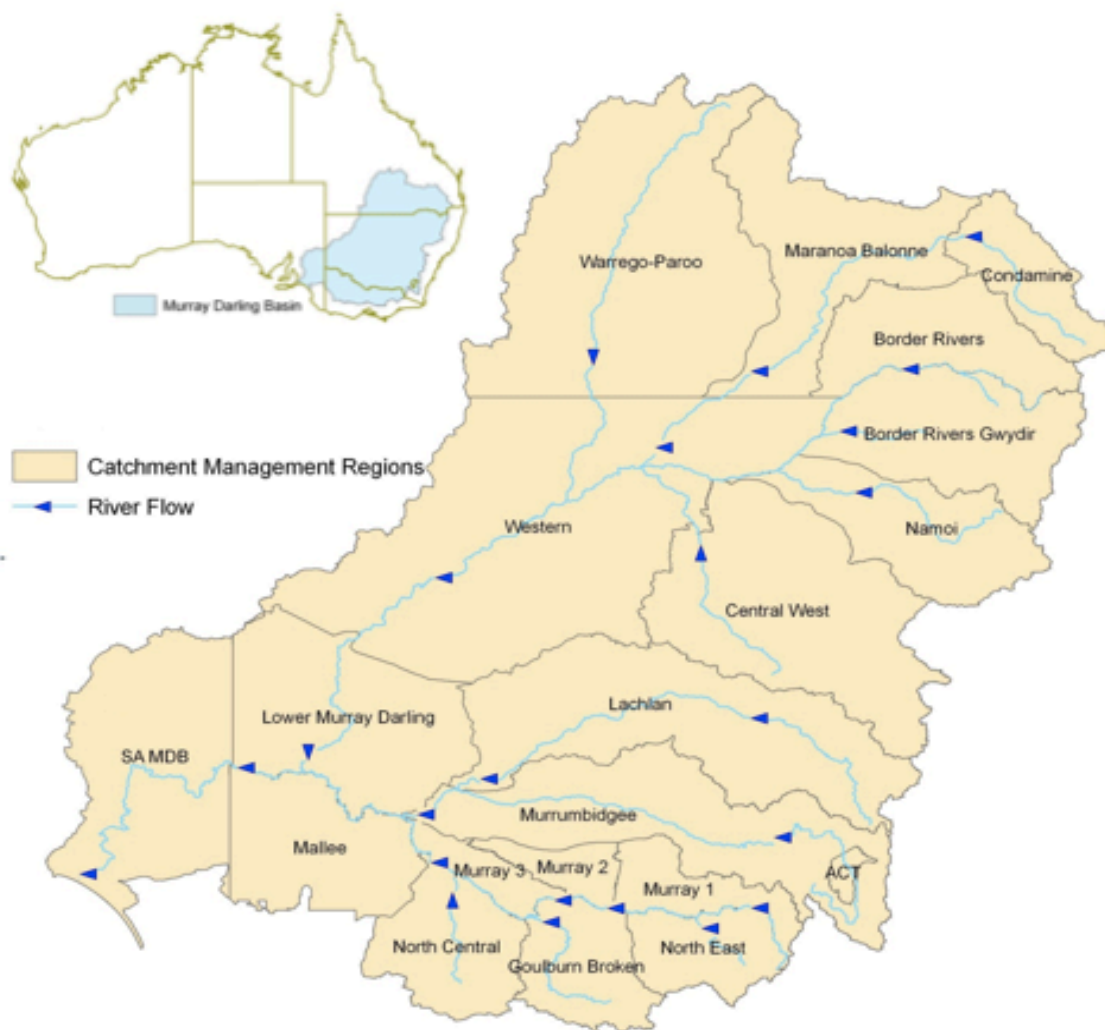 Murray Darling Basin
Warrego-Paroo
Maranoa Balonne
Condamine
Border Rivers
Border Rivers Gwydir
Catchment Management Regions
River Flow
Western
Namoi
Central West
Lachlan
Lower Murray Darling
SA MDB
Murrumbidgee
Mallee
Murray 3
Murray 2
Murray 1
ACT
North Central
Goulburn Broken
North East